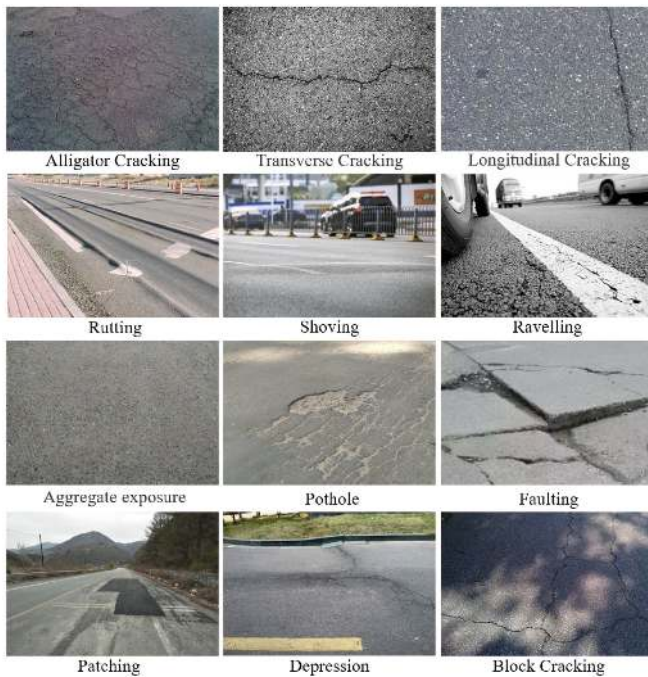 Alligator Cracking
Transverse Cracking
Longitudinal Cracking
Rutting
Shoving
Ravelling
Aggregate exposure
Pothole
Faulting
Patching
Depression
Block Cracking